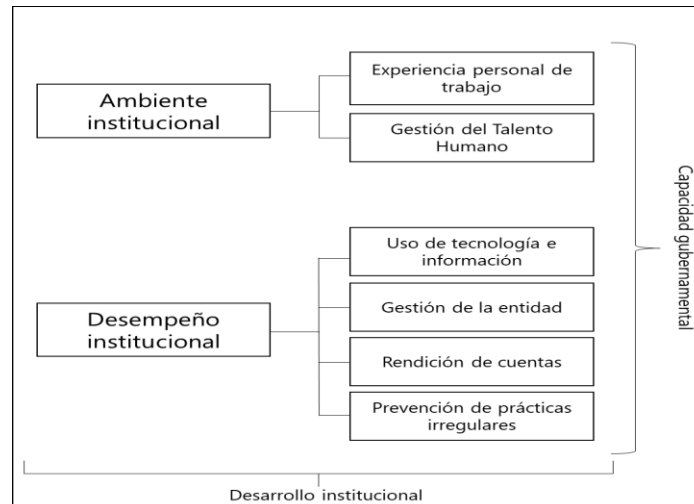 Ambiente
institucional
Experiencia personal de
trabajo
Gestión del Talento
Humano
Desempeño
institucional
Uso de tecnología e
información
Gestión de la entidad
Rendición de cuentas
Prevención de prácticas
irregulares
Capacidad gubernamental
Desarrollo institucional